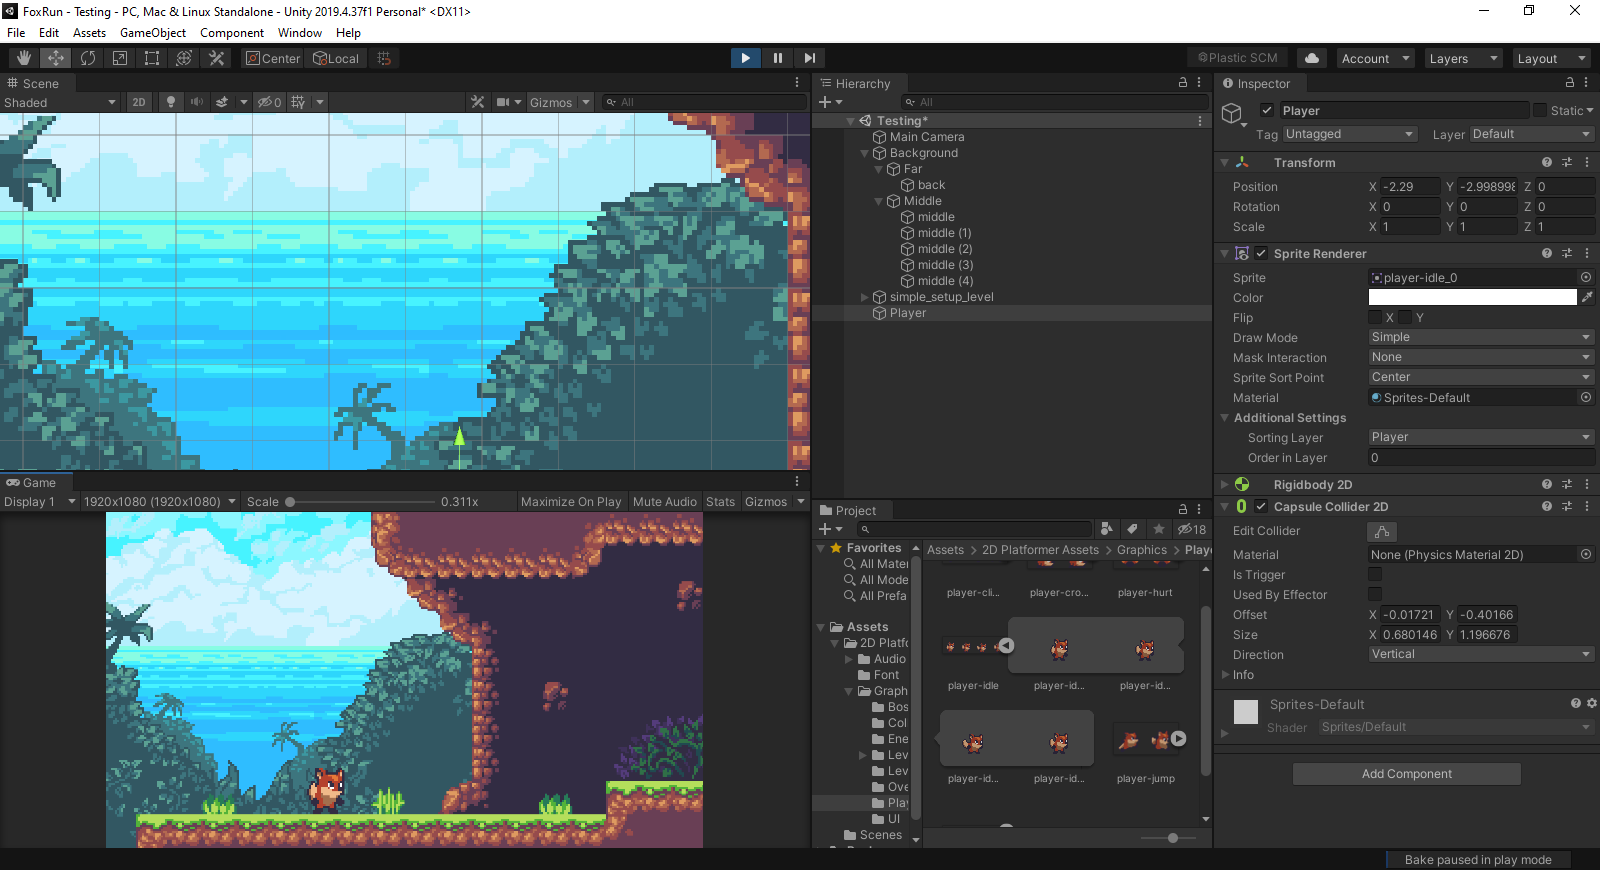 FoxRun - Testing - PC, Mac & Linux Standalone - Unity 2019.4.37f1 Personal* <DX11>
File Edit Assets GameObject Component Window Help
Center Local Plastic SCM Account Layers Layout
Scene
Shaded 2D 0 Gizmos All
Game
Display 1 1920x1080 (1920x1080) Scale 0.311x Maximize On Play Mute Audio Stats Gizmos
Hierarchy
All
Testing*
Main Camera
Background
Far
back
Middle
middle
middle (1)
middle (2)
middle (3)
middle (4)
simple_setup_level
Player
Project
18
Favorites
All Mater
All Mode
All Prefa
Assets
2D Platf
Audio
Font
Graph
Bos
Col
Ene
Lev
Lev
Ove
Play
UI
Scenes
Assets > 2D Platformer Assets > Graphics > Playe
player-cli...
player-cro...
player-hurt
player-idle
player-id...
player-id...
player-id...
player-id...
player-jump
Inspector
Player Static
Tag Untagged Layer Default
Transform
Position X -2.29 Y -2.998998 Z 0
Rotation X 0 Y 0 Z 0
Scale X 1 Y 1 Z 1
Sprite Renderer
Sprite player-idle_0
Color
Flip X Y
Draw Mode Simple
Mask Interaction None
Sprite Sort Point Center
Material Sprites-Default
Additional Settings
Sorting Layer Player
Order in Layer 0
Rigidbody 2D
Capsule Collider 2D
Edit Collider
Material None (Physics Material 2D)
Is Trigger
Used By Effector
Offset X -0.01721 Y -0.40166
Size X 0.680146 Y 1.196676
Direction Vertical
Info
Sprites-Default
Shader Sprites/Default
Add Component
Bake paused in play mode